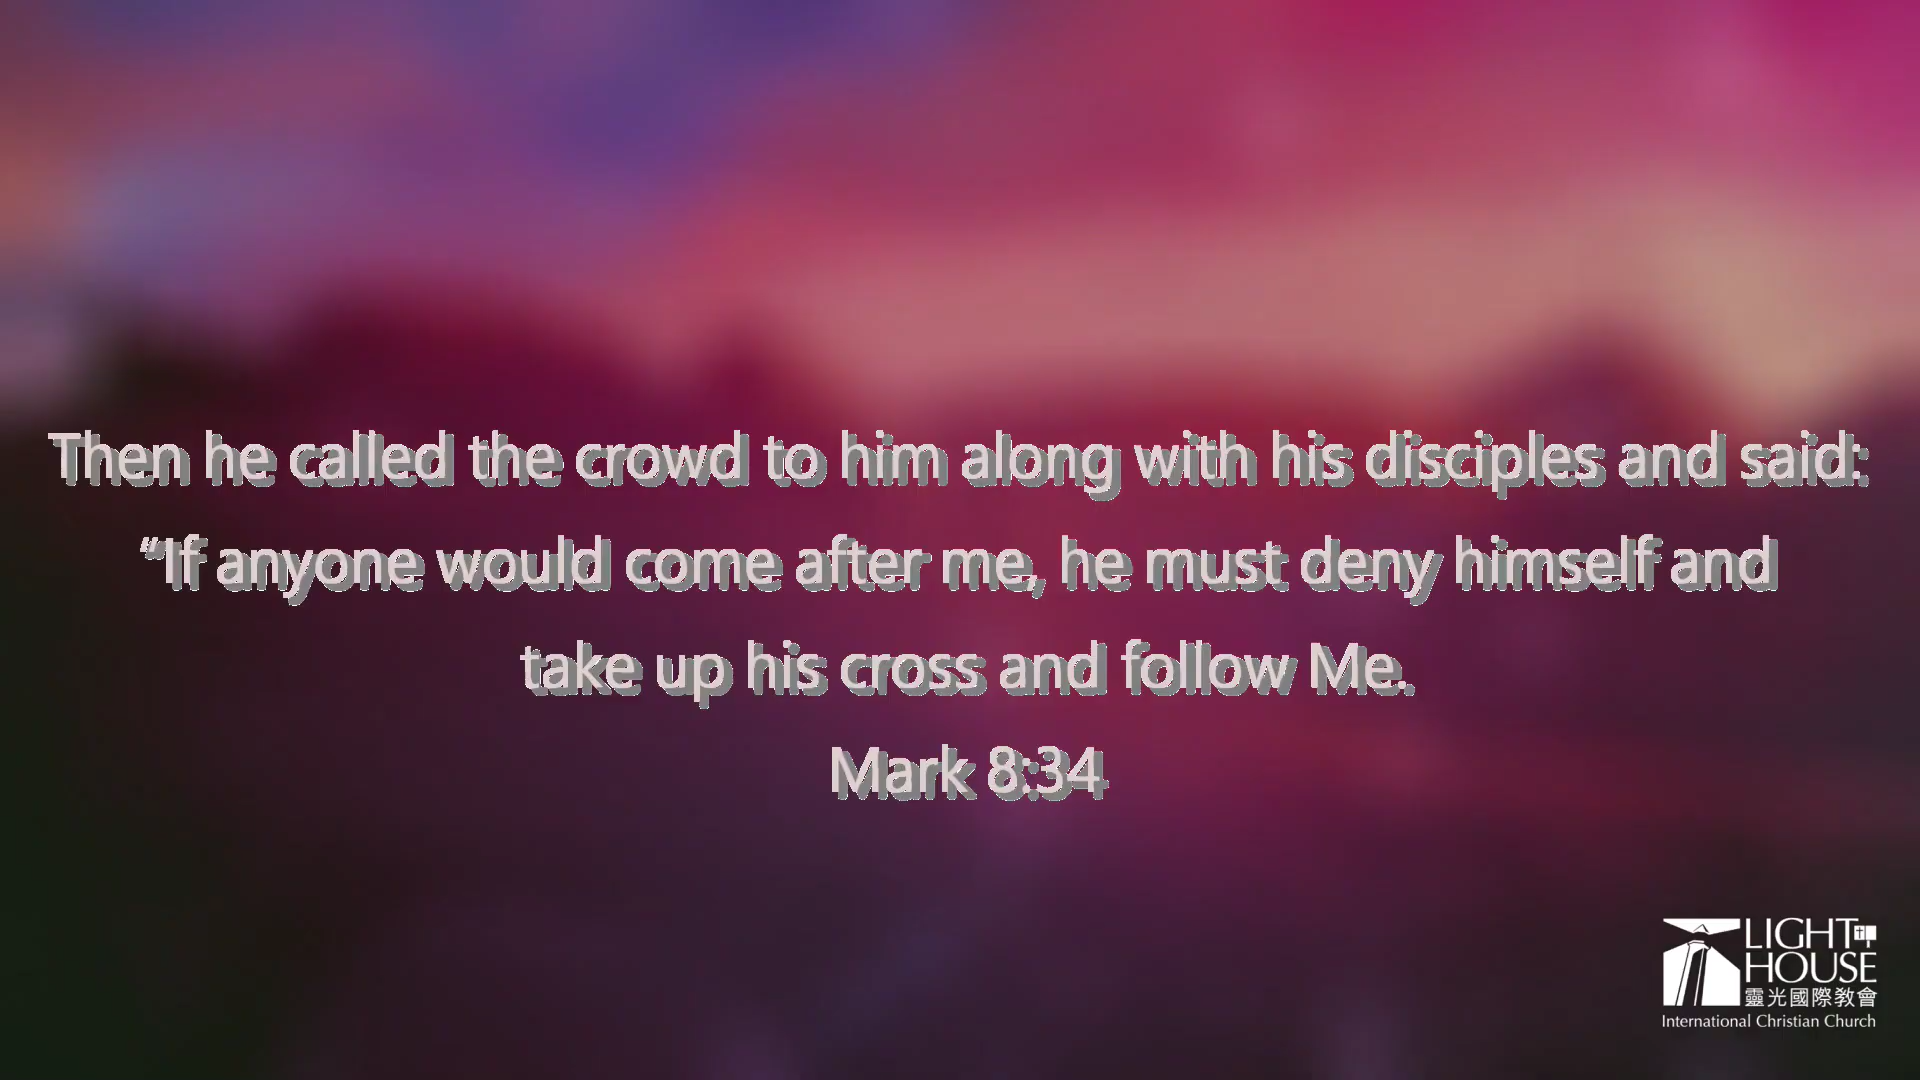 Then he called the crowd to him along with his disciples and said:
“If anyone would come after me, he must deny himself and
take up his cross and follow Me.
Mark 8:34
LIGHT
HOUSE
靈光國際教會
International Christian Church